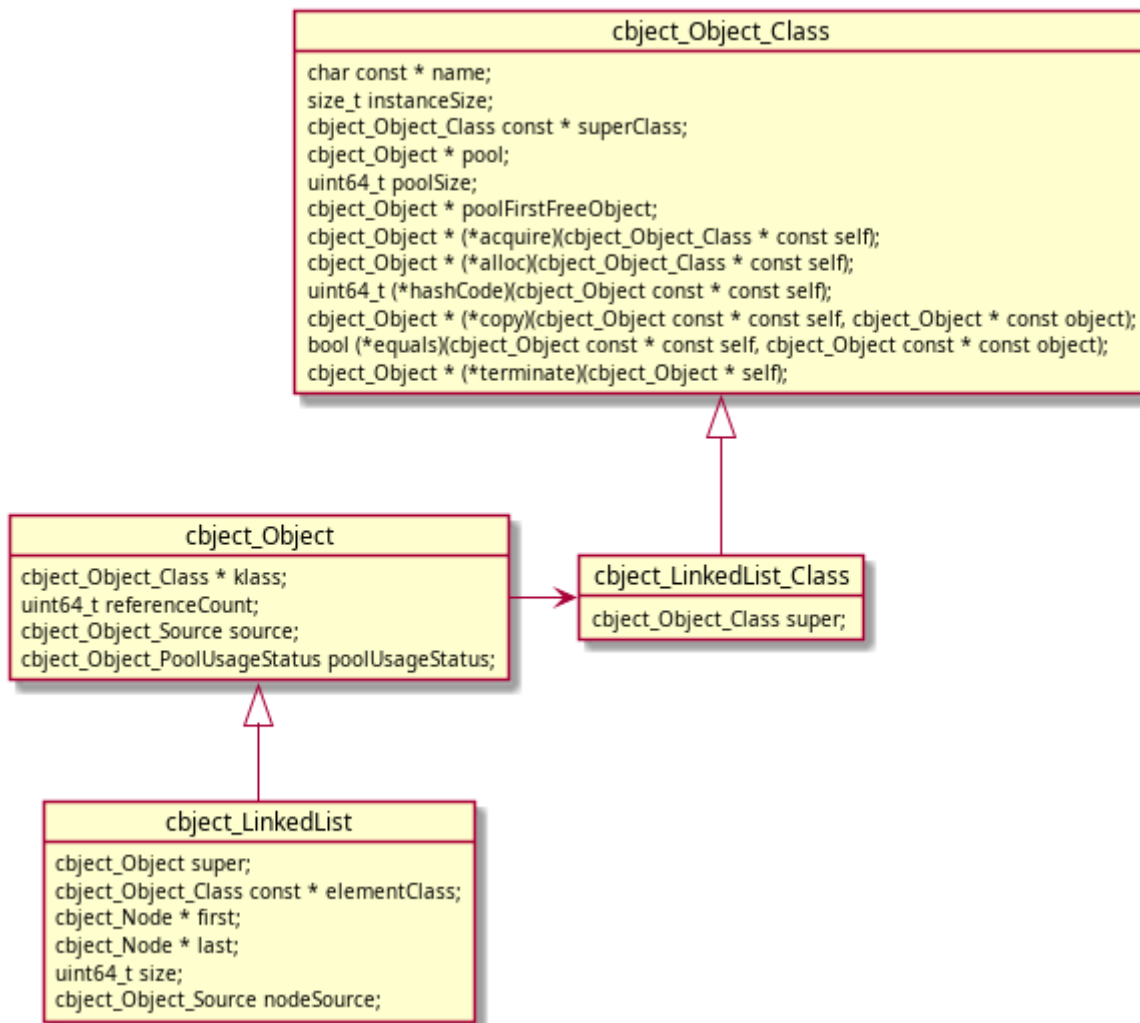 cbject_Object_Class
char const * name;
size_t instanceSize;
cbject_Object_Class const * superClass;
cbject_Object * pool;
uint64_t poolSize;
cbject_Object * poolFirstFreeObject;
cbject_Object * (*acquire)(cbject_Object_Class * const self);
cbject_Object * (*alloc)(cbject_Object_Class * const self);
uint64_t (*hashCode)(cbject_Object const * const self);
cbject_Object * (*copy)(cbject_Object const * const self, cbject_Object * const object);
bool (*equals)(cbject_Object const * const self, cbject_Object const * const object);
cbject_Object * (*terminate)(cbject_Object * self);
cbject_Object
cbject_Object_Class * klass;
uint64_t referenceCount;
cbject_Object_Source source;
cbject_Object_PoolUsageStatus poolUsageStatus;
cbject_LinkedList_Class
cbject_Object_Class super;
cbject_LinkedList
cbject_Object super;
cbject_Object_Class const * elementClass;
cbject_Node * first;
cbject_Node * last;
uint64_t size;
cbject_Object_Source nodeSource;